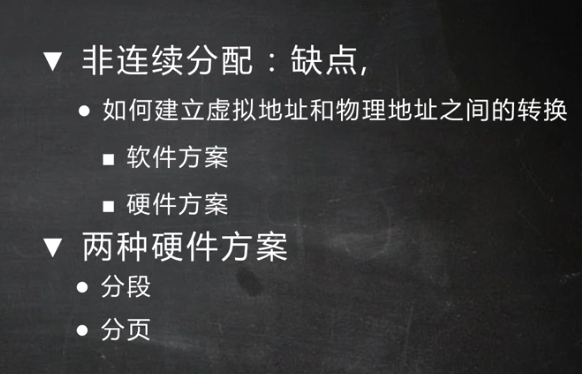 ▼ 非连续分配：缺点,
● 如何建立虚拟地址和物理地址之间的转换
■ 软件方案
■ 硬件方案
▼ 两种硬件方案
● 分段
● 分页